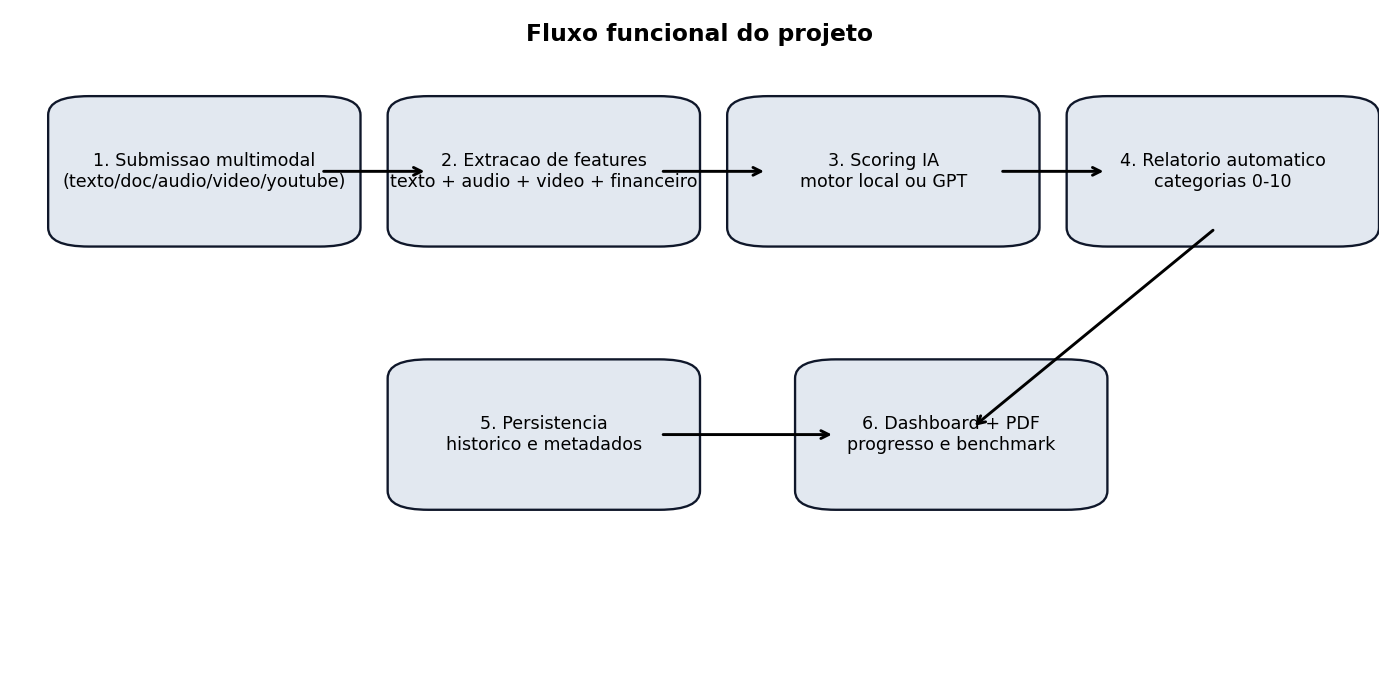 Fluxo funcional do projeto
1. Submissao multimodal
(texto/doc/audio/video/youtube)
2. Extracao de features
texto + audio + video + financeiro
3. Scoring IA
motor local ou GPT
4. Relatorio automatico
categorias 0-10
5. Persistencia
historico e metadados
6. Dashboard + PDF
progresso e benchmark